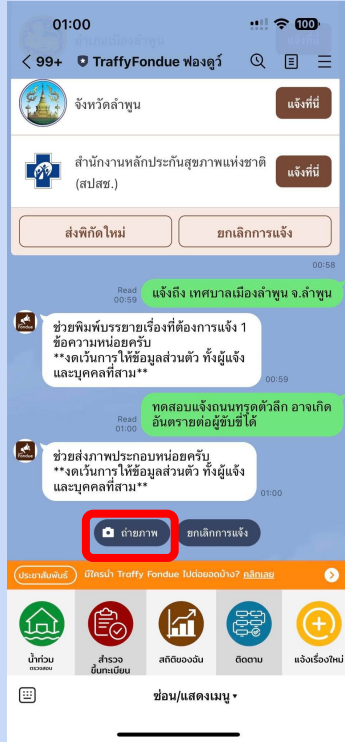 01:00
100
99+ TraffyFondue ฟองดูว์
จังหวัดลำพูน
แจ้งที่นี่
สำนักงานหลักประกันสุขภาพแห่งชาติ
(สปสช.)
แจ้งที่นี่
ส่งพิกัดใหม่
ยกเลิกการแจ้ง
00:58
Read
00:59
แจ้งถึง เทศบาลเมืองลำพูน จ.ลำพูน
ช่วยพิมพ์บรรยายเรื่องที่ต้องการแจ้ง 1
ข้อความหน่อยครับ
**งดเว้นการให้ข้อมูลส่วนตัว ทั้งผู้แจ้ง
และบุคคลที่สาม**
00:59
Read
01:00
ทดสอบแจ้งถนนทรุดตัวลึก อาจเกิด
อันตรายต่อผู้ขับขี่ได้
ช่วยส่งภาพประกอบหน่อยครับ
**งดเว้นการให้ข้อมูลส่วนตัว ทั้งผู้แจ้ง
และบุคคลที่สาม**
01:00
ถ่ายภาพ
ยกเลิกการแจ้ง
ประชาสัมพันธ์
มีใครนำ Traffy Fondue ไปต่อยอดบ้าง? คลิกเลย
น้ำท่วม
ตรวจสอบ
สำรวจ
ขึ้นทะเบียน
สถิติของฉัน
ติดตาม
แจ้งเรื่องใหม่
ซ่อน/แสดงเมนู